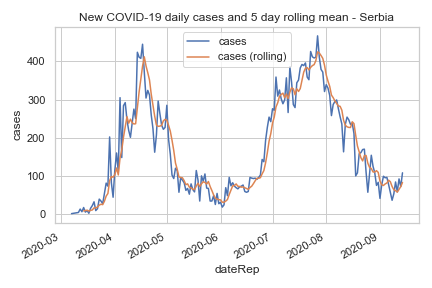 New COVID-19 daily cases and 5 day rolling mean - Serbia
cases
cases (rolling)
cases
400
300
200
100
0
2020-03
2020-04
2020-05
2020-06
2020-07
2020-08
2020-09
dateRep